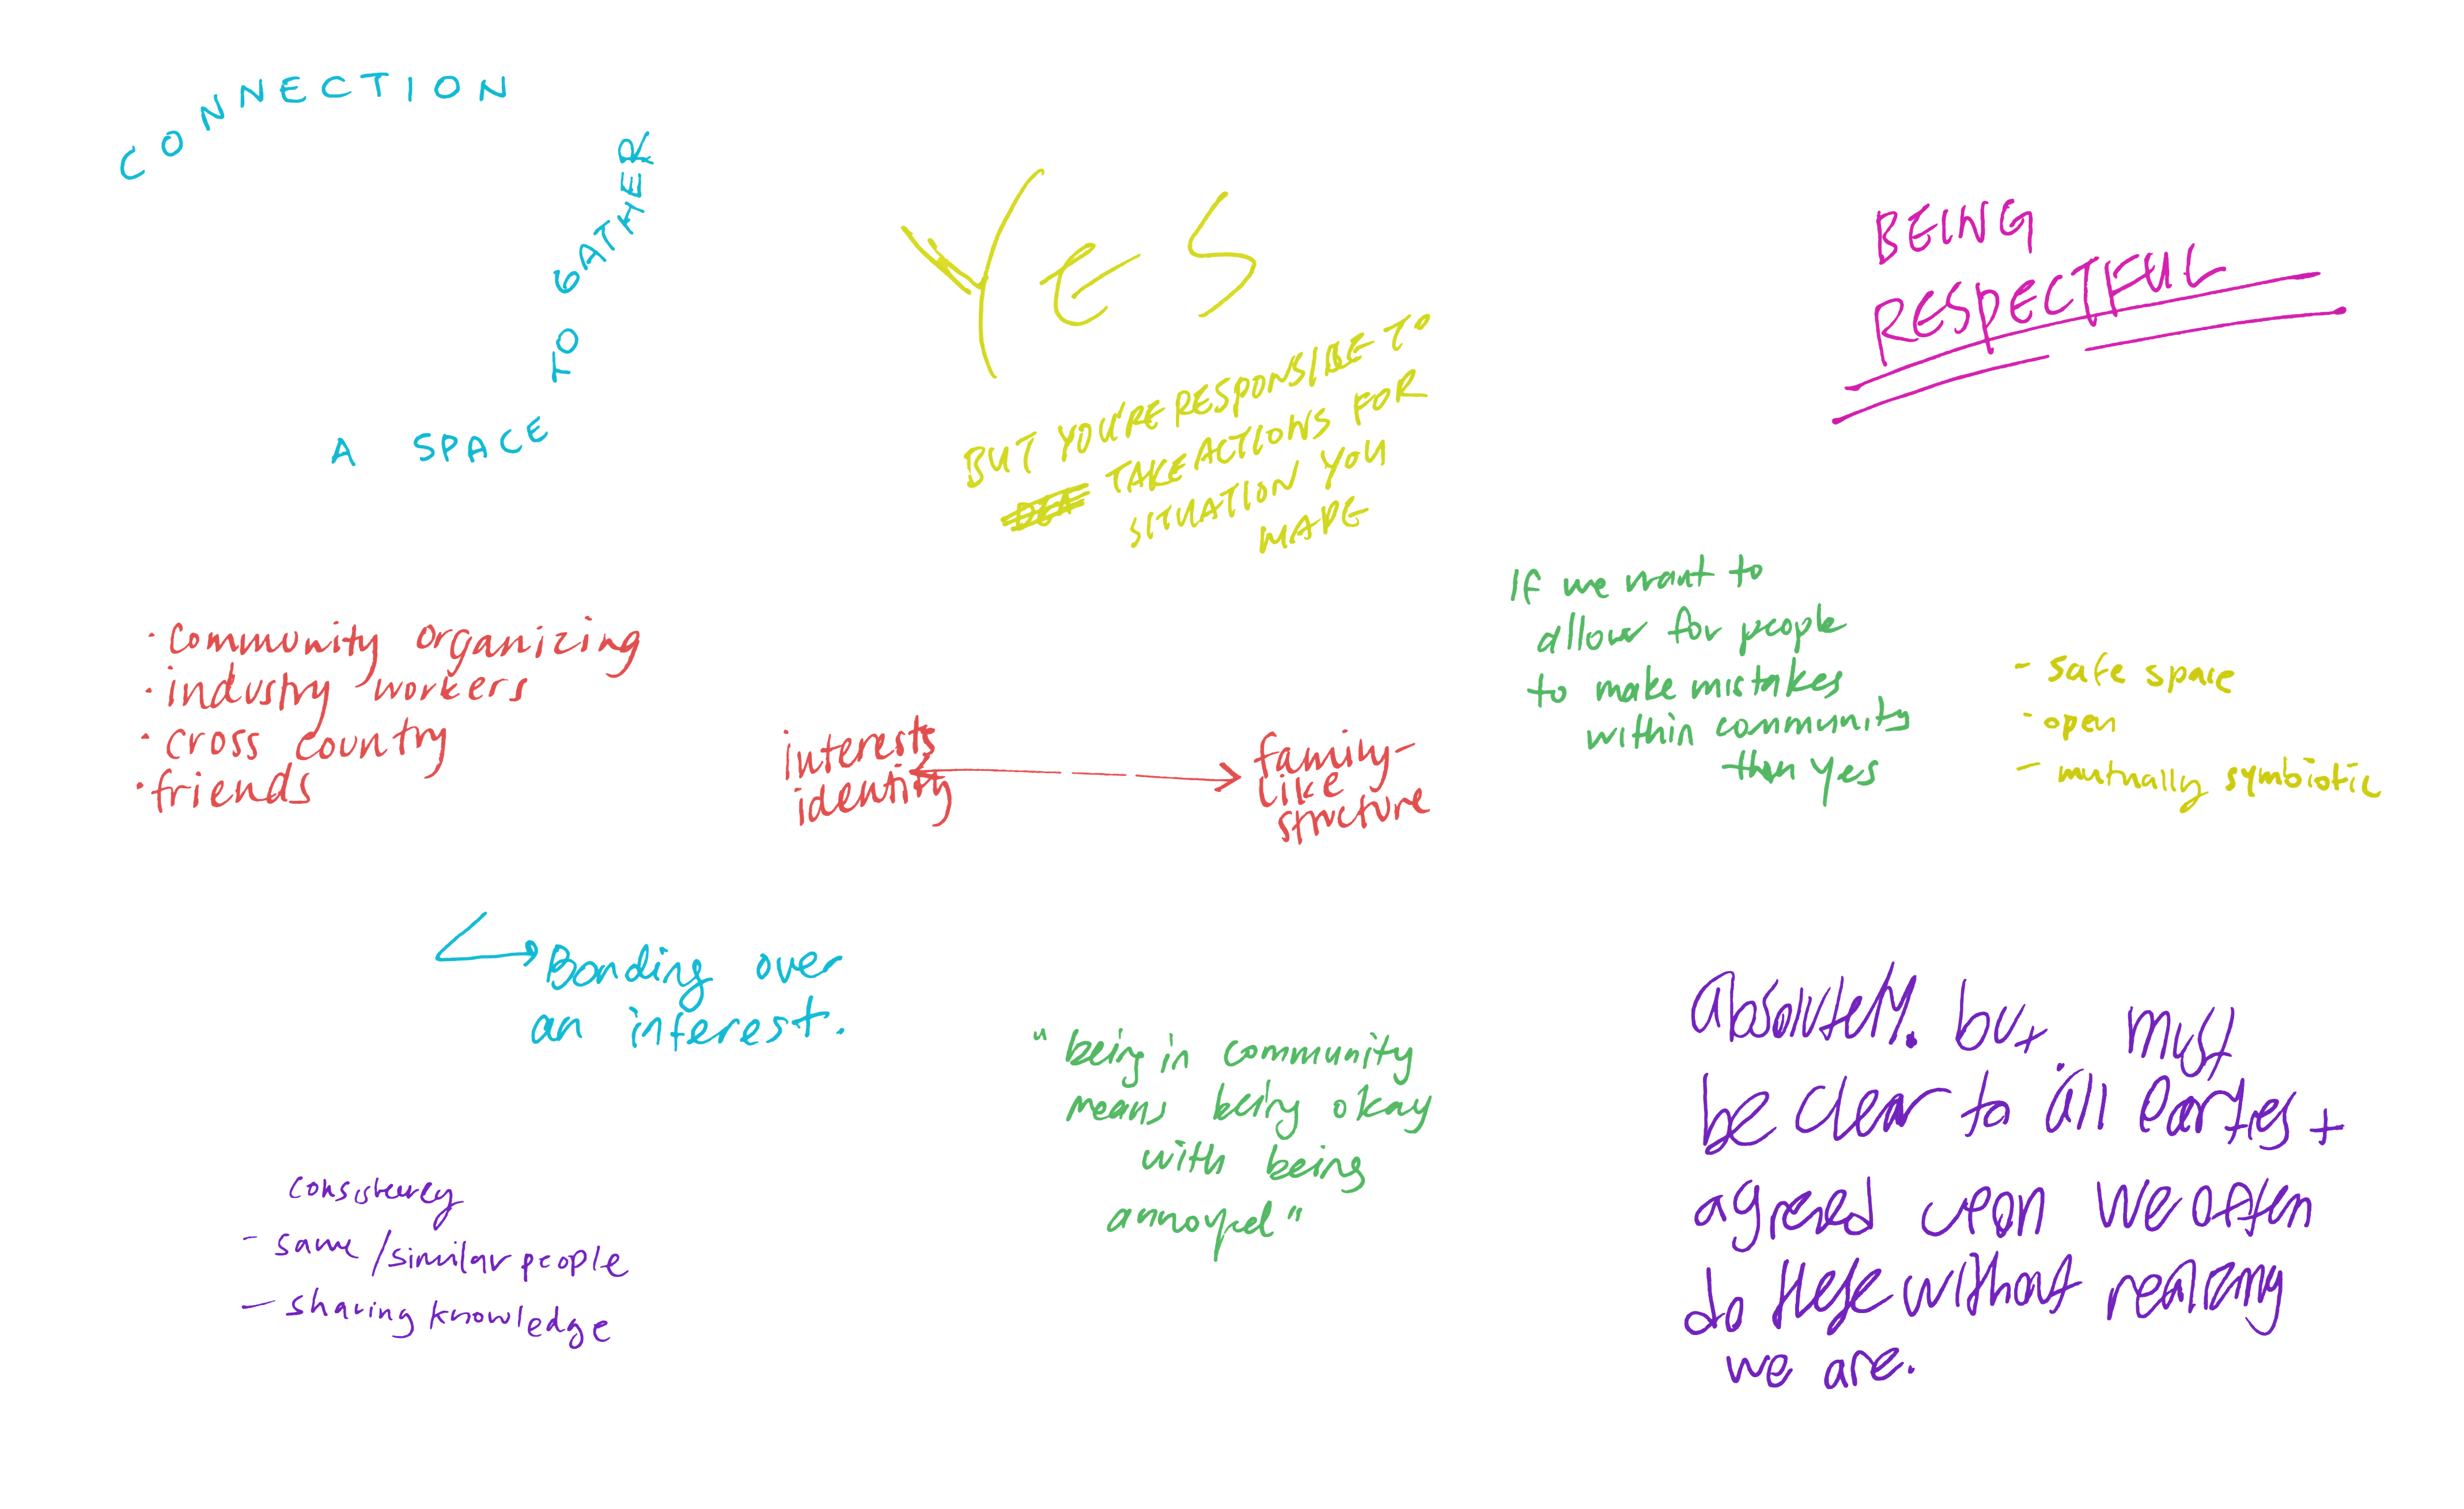 CONNECTION
A SPACE TO GATHER
YES
BUT YOU'RE RESPONSIBLE TO
TAKE ACTIONS FOR
SITUATION YOU
MADE
BEING
RESPECTFUL
· Community organizing
· industry workers
· cross country
· friends
interests
identity
family-
like
structure
If we want to
allow for people
to make mistakes
within community
then yes
- safe space
- open
- mutually symbiotic
Bonding over
an interest.
"being in community
means being okay
with being
annoyed"
consistency
- same/similar people
- sharing knowledge
absolutely. but must
be clear to all parties +
agreed upon we often
do these without realizing
we are.